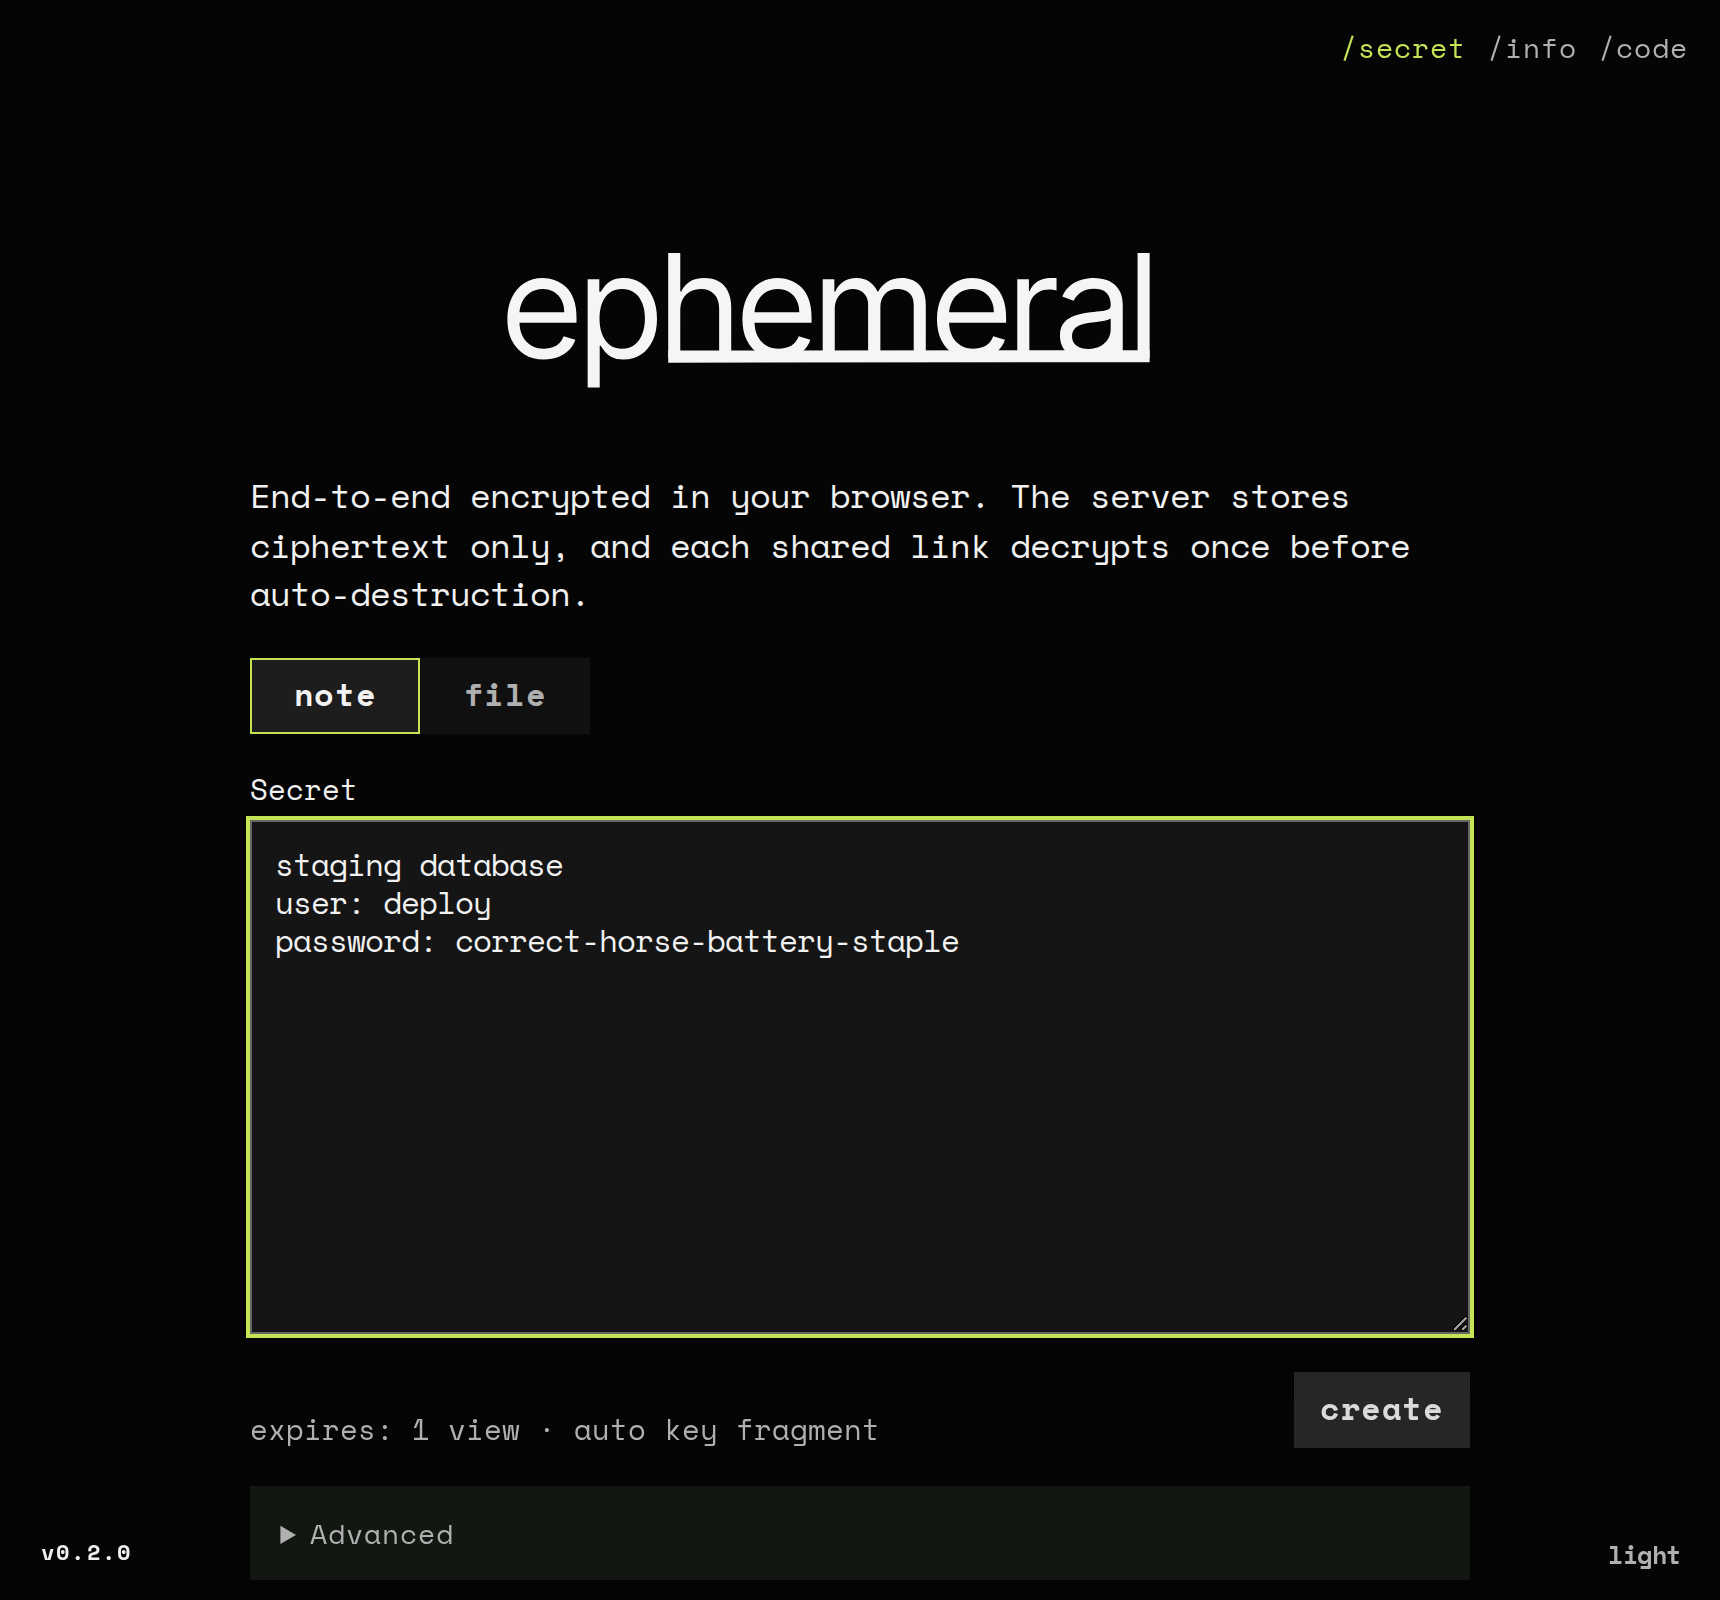 /secret /info /code
ephemeral
End-to-end encrypted in your browser. The server stores
ciphertext only, and each shared link decrypts once before
auto-destruction.
note file
Secret
staging database
user: deploy
password: correct-horse-battery-staple
create
expires: 1 view · auto key fragment
Advanced
v0.2.0
light